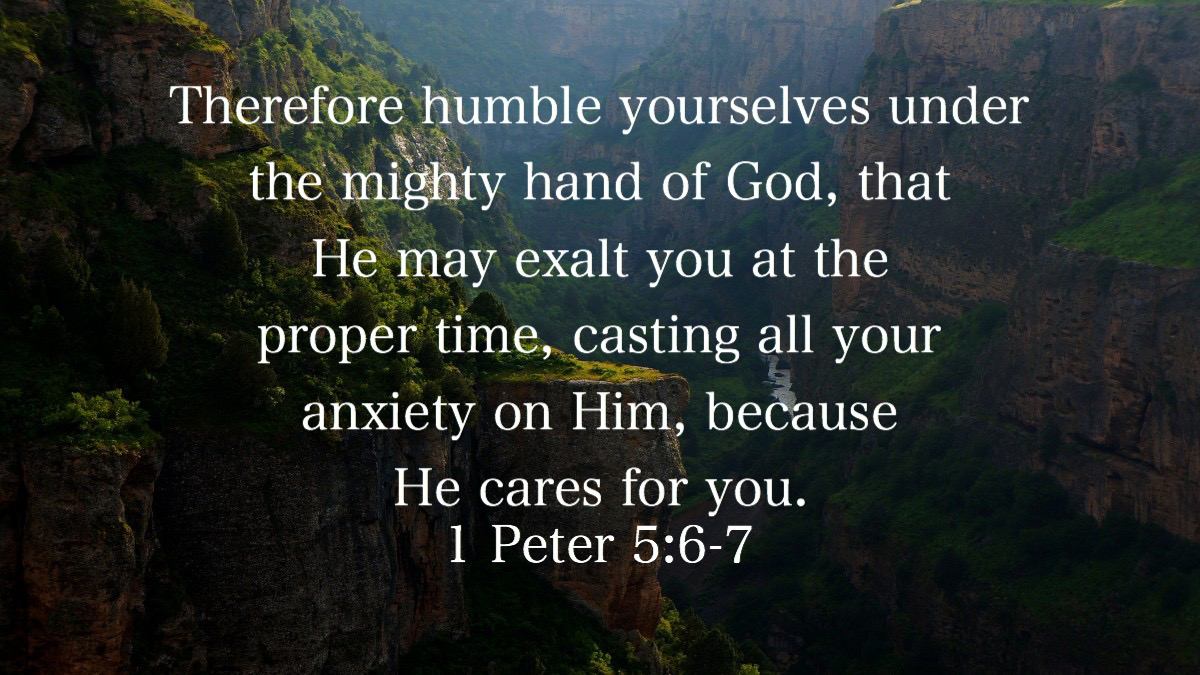 Therefore humble yourselves under
the mighty hand of God, that
He may exalt you at the
proper time, casting all your
anxiety on Him, because
He cares for you.
1 Peter 5:6-7